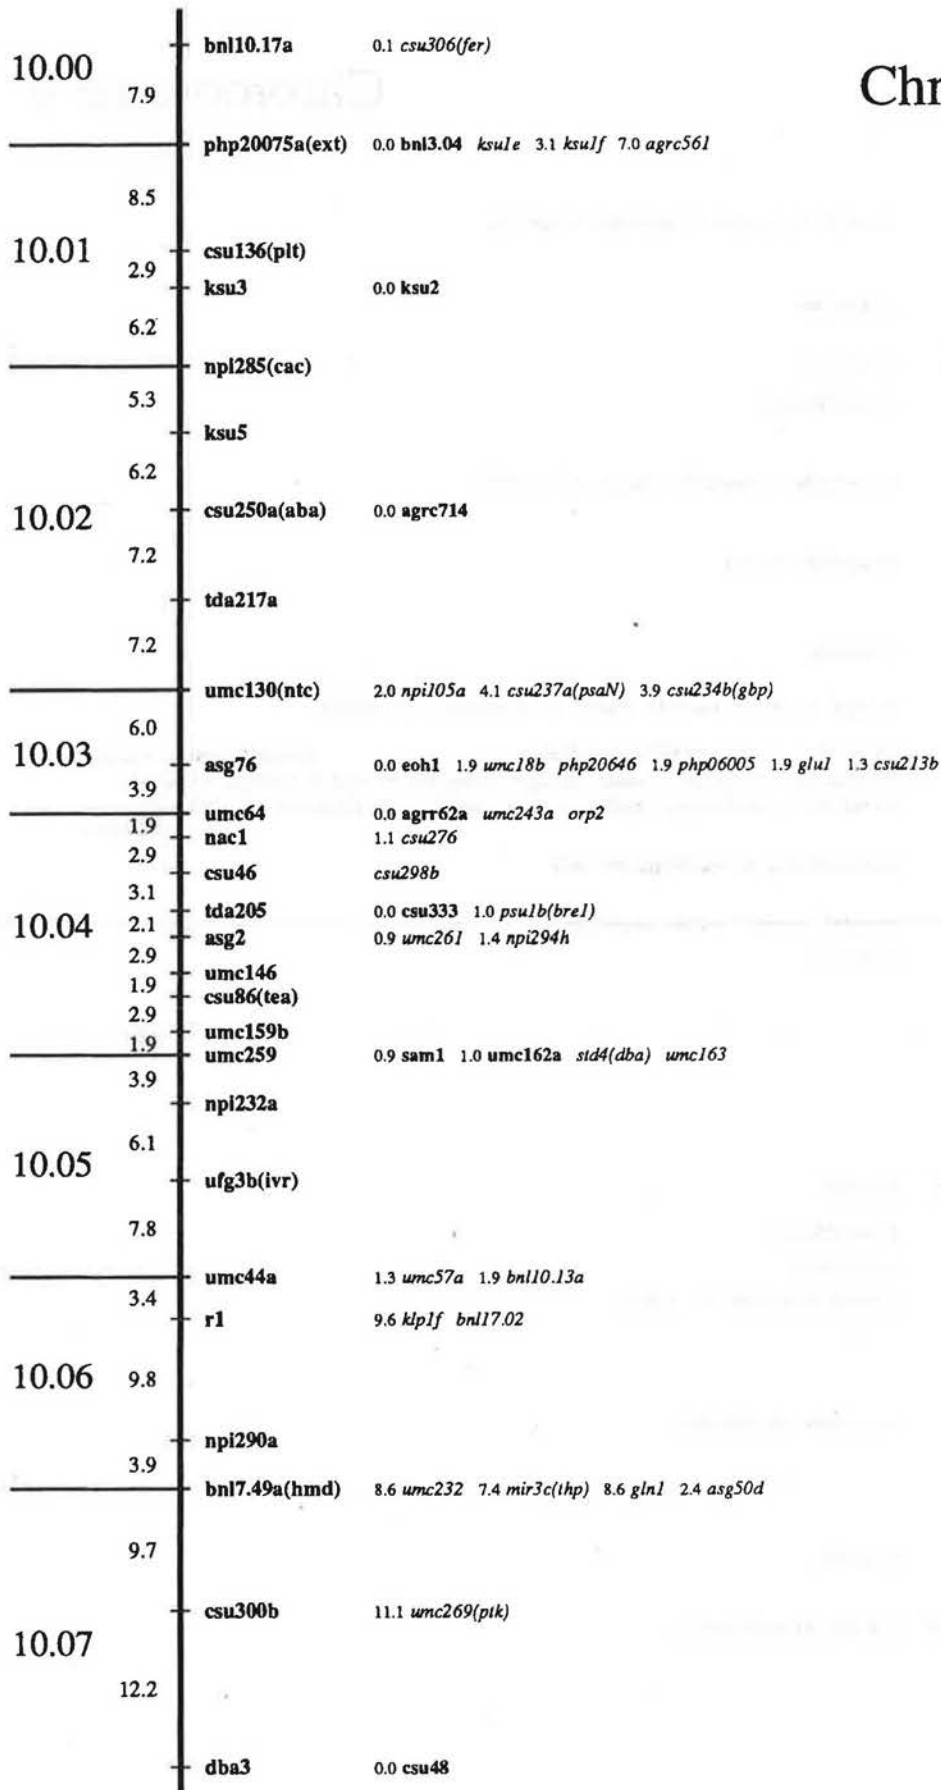 bnl10.17a 0.1 csu306(fer)
10.00
Chr
7.9
php20075a(ext) 0.0 bnl3.04 ksu1e 3.1 ksu1f 7.0 agrc561
8.5
10.01 csu136(plt)
2.9
ksu3 0.0 ksu2
6.2
npi285(cac)
5.3
ksu5
6.2
csu250a(aba) 0.0 agrc714
10.02
7.2
tda217a
7.2
umc130(ntc) 2.0 npi105a 4.1 csu237a(psaN) 3.9 csu234b(gbp)
6.0
10.03
asg76 0.0 eoh1 1.9 umc18b php20646 1.9 php06005 1.9 glu1 1.3 csu213b
3.9
umc64 0.0 agrr62a umc243a orp2
1.9
nac1 1.1 csu276
2.9
csu46 csu298b
3.1
tda205 0.0 csu333 1.0 psu1b(bre1)
10.04 2.1
asg2 0.9 umc261 1.4 npi294h
2.9
umc146
1.9
csu86(tea)
2.9
umc159b
1.9
umc259 0.9 sam1 1.0 umc162a std4(dba) umc163
3.9
npi232a
6.1
10.05
ufg3b(ivr)
7.8
umc44a 1.3 umc57a 1.9 bnl10.13a
3.4
r1 9.6 klp1f bnl17.02
10.06 9.8
npi290a
3.9
bnl7.49a(hmd) 8.6 umc232 7.4 mir3c(thp) 8.6 gln1 2.4 asg50d
9.7
csu300b 11.1 umc269(ptk)
10.07
12.2
dba3 0.0 csu48